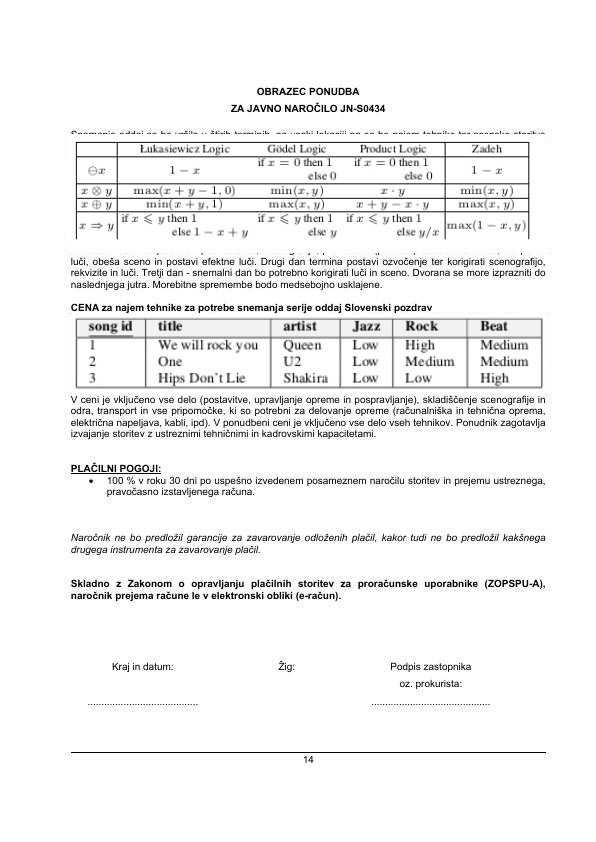 OBRAZEC PONUDBA
ZA JAVNO NAROČILO JN-S0434
Łukasiewicz Logic Gödel Logic Product Logic Zadeh
⊖x 1 − x if x = 0 then 1 else 0 if x = 0 then 1 else 0 1 − x
x ⊗ y max(x + y − 1, 0) min(x, y) x · y min(x, y)
x ⊕ y min(x + y, 1) max(x, y) x + y − x · y max(x, y)
x ⇒ y if x ⩽ y then 1 else 1 − x + y if x ⩽ y then 1 else y if x ⩽ y then 1 else y/x max(1 − x, y)
luči, obeša sceno in postavi efektne luči. Drugi dan termina postavi ozvočenje ter korigirati scenografijo,
rekvizite in luči. Tretji dan - snemalni dan bo potrebno korigirati luči in sceno. Dvorana se more izprazniti do
naslednjega jutra. Morebitne spremembe bodo medsebojno usklajene.
CENA za najem tehnike za potrebe snemanja serije oddaj Slovenski pozdrav
song id title artist Jazz Rock Beat
1 We will rock you Queen Low High Medium
2 One U2 Low Medium Medium
3 Hips Don't Lie Shakira Low Low High
V ceni je vključeno vse delo (postavitve, upravljanje opreme in pospravljanje), skladiščenje scenografije in
odra, transport in vse pripomočke, ki so potrebni za delovanje opreme (računalniška in tehnična oprema,
električna napeljava, kabli, ipd). V ponudbeni ceni je vključeno delo vseh tehnikov. Ponudnik zagotavlja
izvajanje storitev z ustreznimi tehničnimi in kadrovskimi kapacitetami.
PLAČILNI POGOJI:
• 100 % v roku 30 dni po uspešno izvedenem posameznem naročilu storitev in prejemu ustreznega,
pravočasno izstavljenega računa.
Naročnik ne bo predložil garancije za zavarovanje odloženih plačil, kakor tudi ne bo predložil kakšnega
drugega instrumenta za zavarovanje plačil.
Skladno z Zakonom o opravljanju plačilnih storitev za proračunske uporabnike (ZOPSPU-A),
naročnik prejema račune le v elektronski obliki (e-račun).
Kraj in datum: Žig: Podpis zastopnika
oz. prokurista:
........................................ ...........................................
14